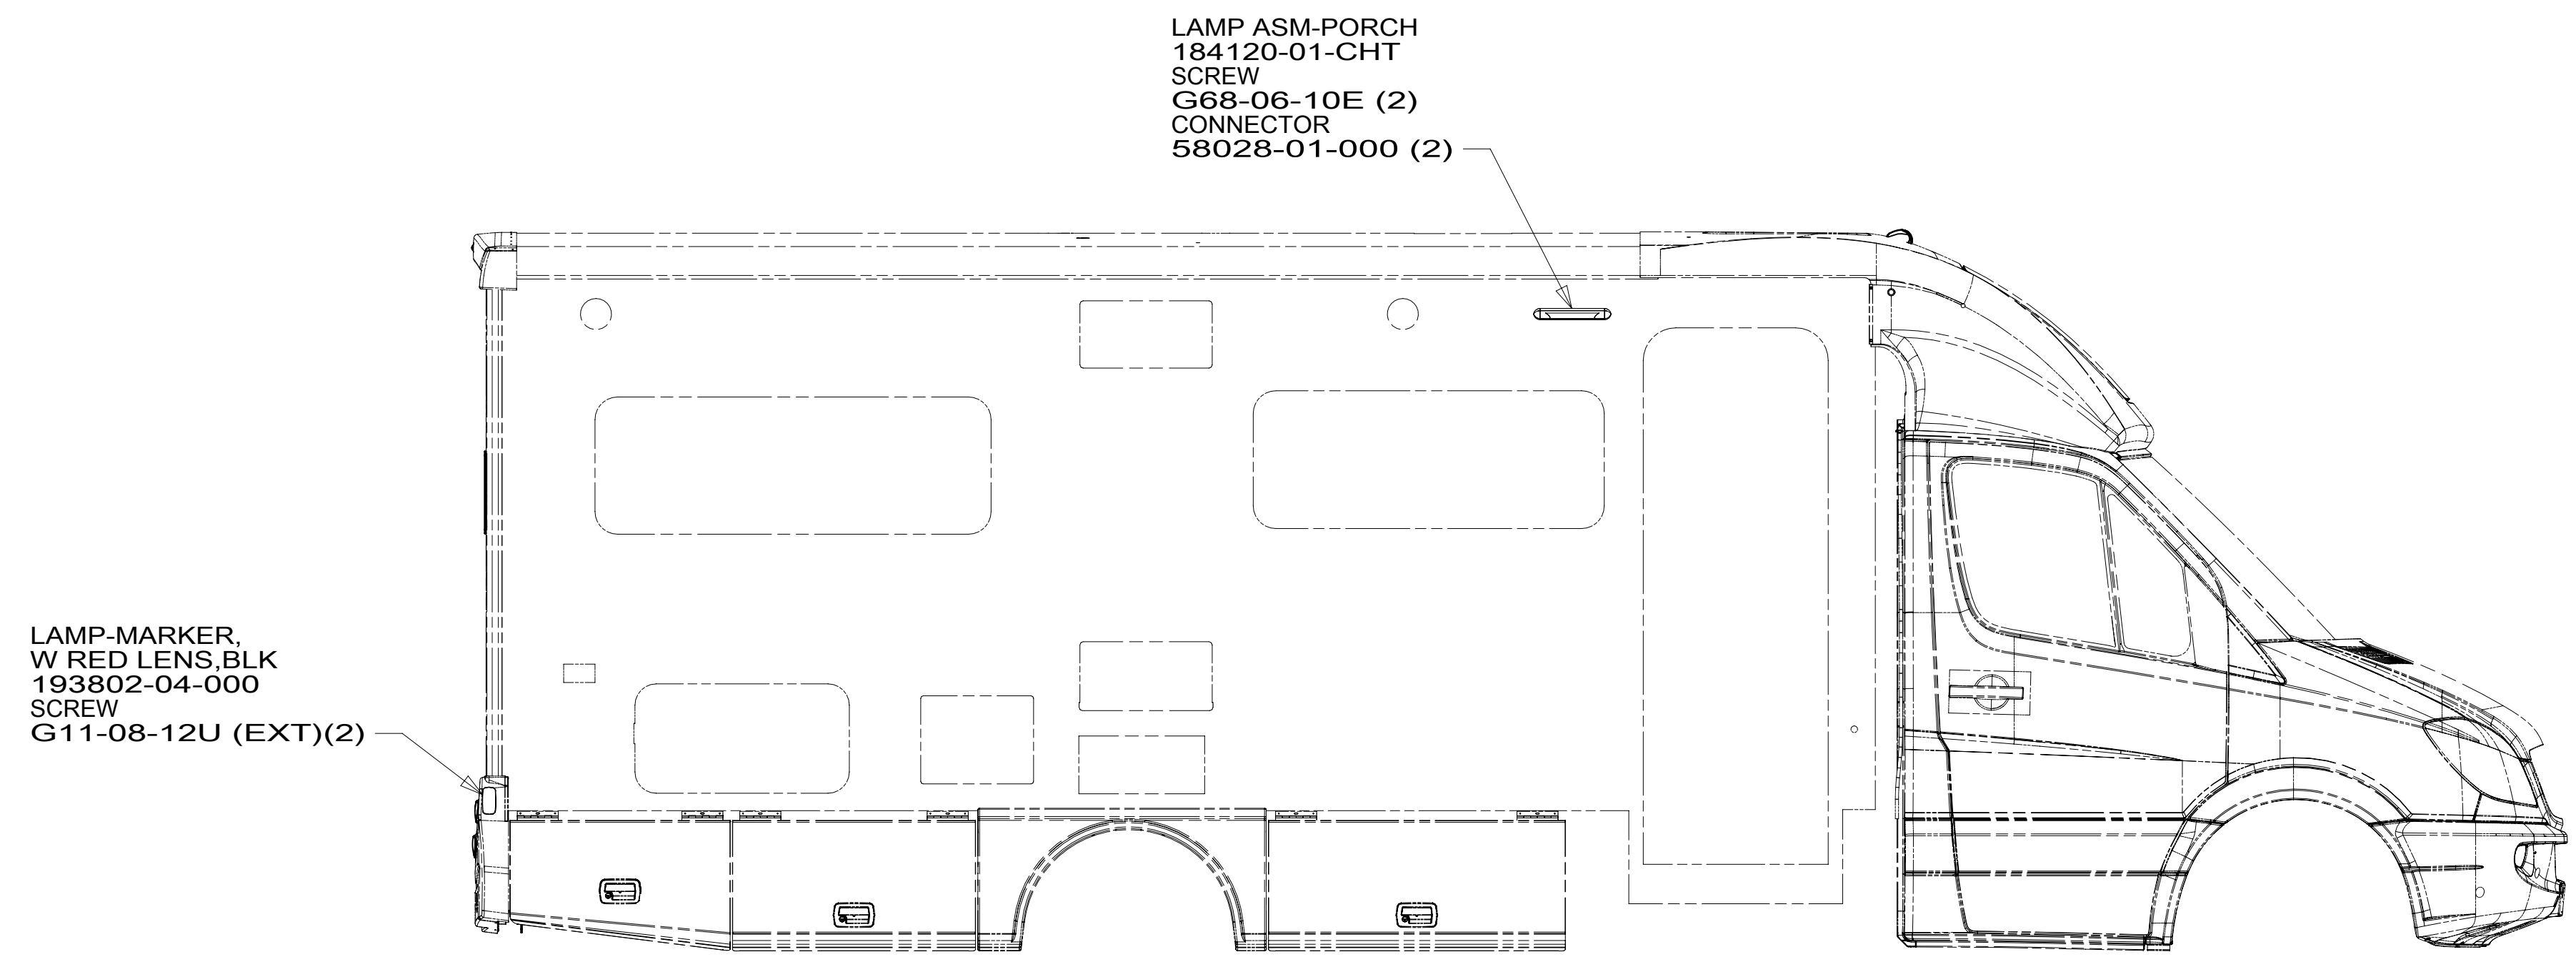 LAMP ASM-PORCH
184120-01-CHT
SCREW
G68-06-10E (2)
CONNECTOR
58028-01-000 (2)
LAMP-MARKER,
W RED LENS,BLK
193802-04-000
SCREW
G11-08-12U (EXT)(2)